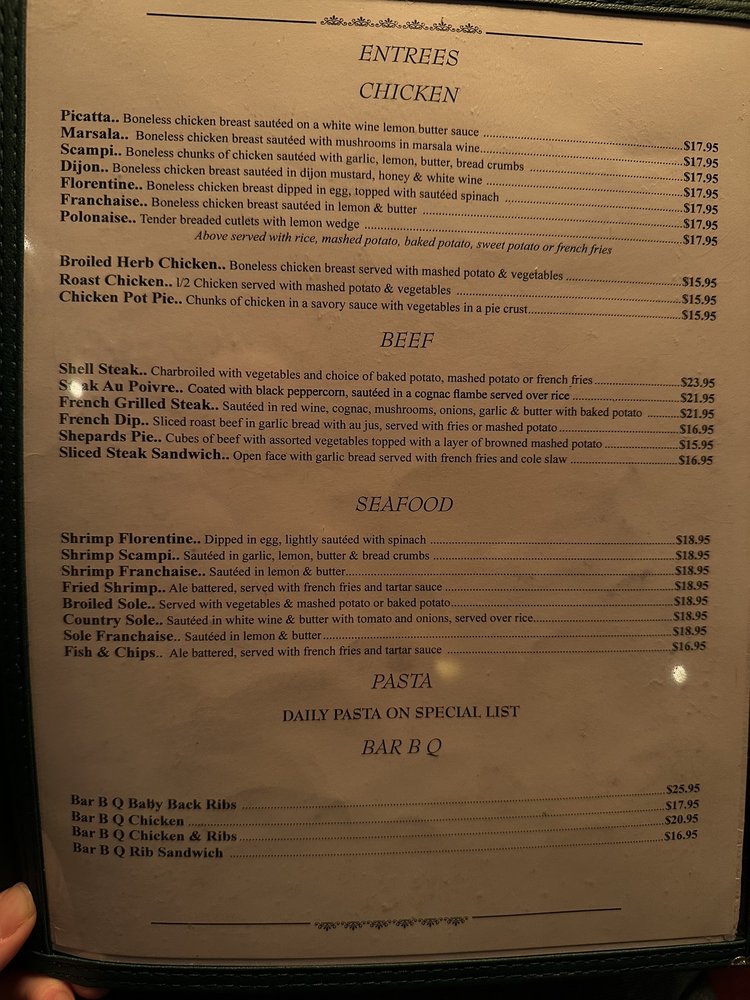 ENTREES
CHICKEN
Picatta.. Boneless chicken breast sautéed on a white wine lemon butter sauce ........ $17.95
Marsala.. Boneless chicken breast sautéed with mushrooms in marsala wine........ $17.95
Scampi.. Boneless chunks of chicken sautéed with garlic, lemon, butter, bread crumbs ........ $17.95
Dijon.. Boneless chicken breast sautéed in dijon mustard, honey & white wine ........ $17.95
Florentine.. Boneless chicken breast dipped in egg, topped with sautéed spinach ........ $17.95
Franchaise.. Boneless chicken breast sautéed in lemon & butter ........ $17.95
Polonaise.. Tender breaded cutlets with lemon wedge ........ $17.95
Above served with rice, mashed potato, baked potato, sweet potato or french fries
Broiled Herb Chicken.. Boneless chicken breast served with mashed potato & vegetables ........ $15.95
Roast Chicken.. 1/2 Chicken served with mashed potato & vegetables ........ $15.95
Chicken Pot Pie.. Chunks of chicken in a savory sauce with vegetables in a pie crust........ $15.95
BEEF
Shell Steak.. Charbroiled with vegetables and choice of baked potato, mashed potato or french fries........ $23.95
Steak Au Poivre.. Coated with black peppercorn, sautéed in a cognac flambe served over rice ........ $21.95
French Grilled Steak.. Sautéed in red wine, cognac, mushrooms, onions, garlic & butter with baked potato ........ $21.95
French Dip.. Sliced roast beef in garlic bread with au jus, served with fries or mashed potato........ $16.95
Shepards Pie.. Cubes of beef with assorted vegetables topped with a layer of browned mashed potato ........ $15.95
Sliced Steak Sandwich.. Open face with garlic bread served with french fries and cole slaw ........ $16.95
SEAFOOD
Shrimp Florentine.. Dipped in egg, lightly sautéed with spinach ........ $18.95
Shrimp Scampi.. Sautéed in garlic, lemon, butter & bread crumbs ........ $18.95
Shrimp Franchaise.. Sautéed in lemon & butter........ $18.95
Fried Shrimp.. Ale battered, served with french fries and tartar sauce ........ $18.95
Broiled Sole.. Served with vegetables & mashed potato or baked potato........ $18.95
Country Sole.. Sautéed in white wine & butter with tomato and onions, served over rice........ $18.95
Sole Franchaise.. Sautéed in lemon & butter........ $18.95
Fish & Chips.. Ale battered, served with french fries and tartar sauce ........ $16.95
PASTA
DAILY PASTA ON SPECIAL LIST
BAR B Q
Bar B Q Baby Back Ribs ........ $25.95
Bar B Q Chicken ........ $17.95
Bar B Q Chicken & Ribs........ $20.95
Bar B Q Rib Sandwich ........ $16.95